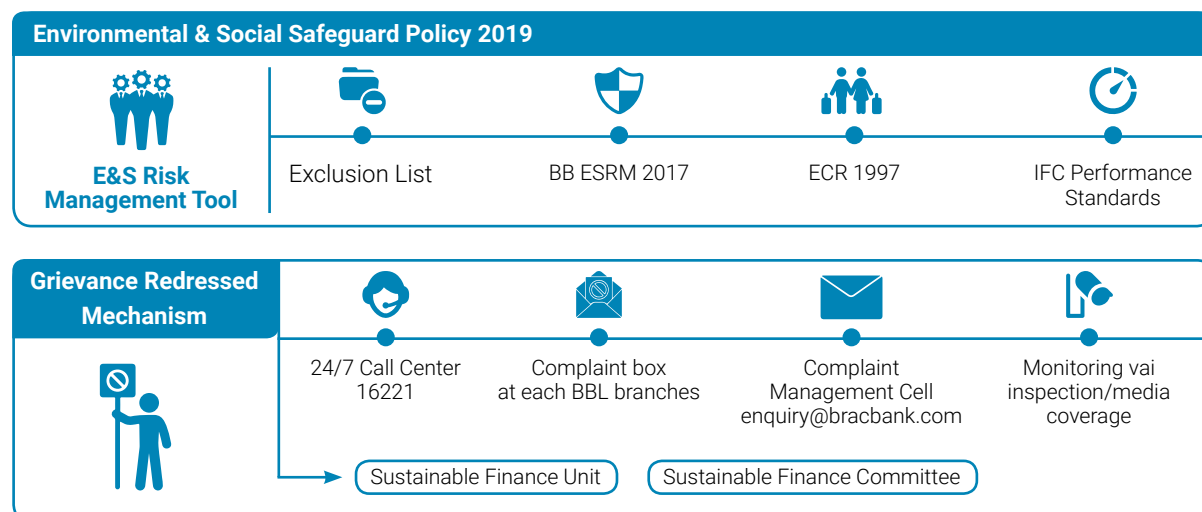 Environmental & Social Safeguard Policy 2019
E&S Risk
Management Tool
Exclusion List
BB ESRM 2017
ECR 1997
IFC Performance
Standards
Grievance Redressed
Mechanism
24/7 Call Center
16221
Complaint box
at each BBL branches
Complaint
Management Cell
enquiry@bracbank.com
Monitoring vai
inspection/media
coverage
Sustainable Finance Unit
Sustainable Finance Committee